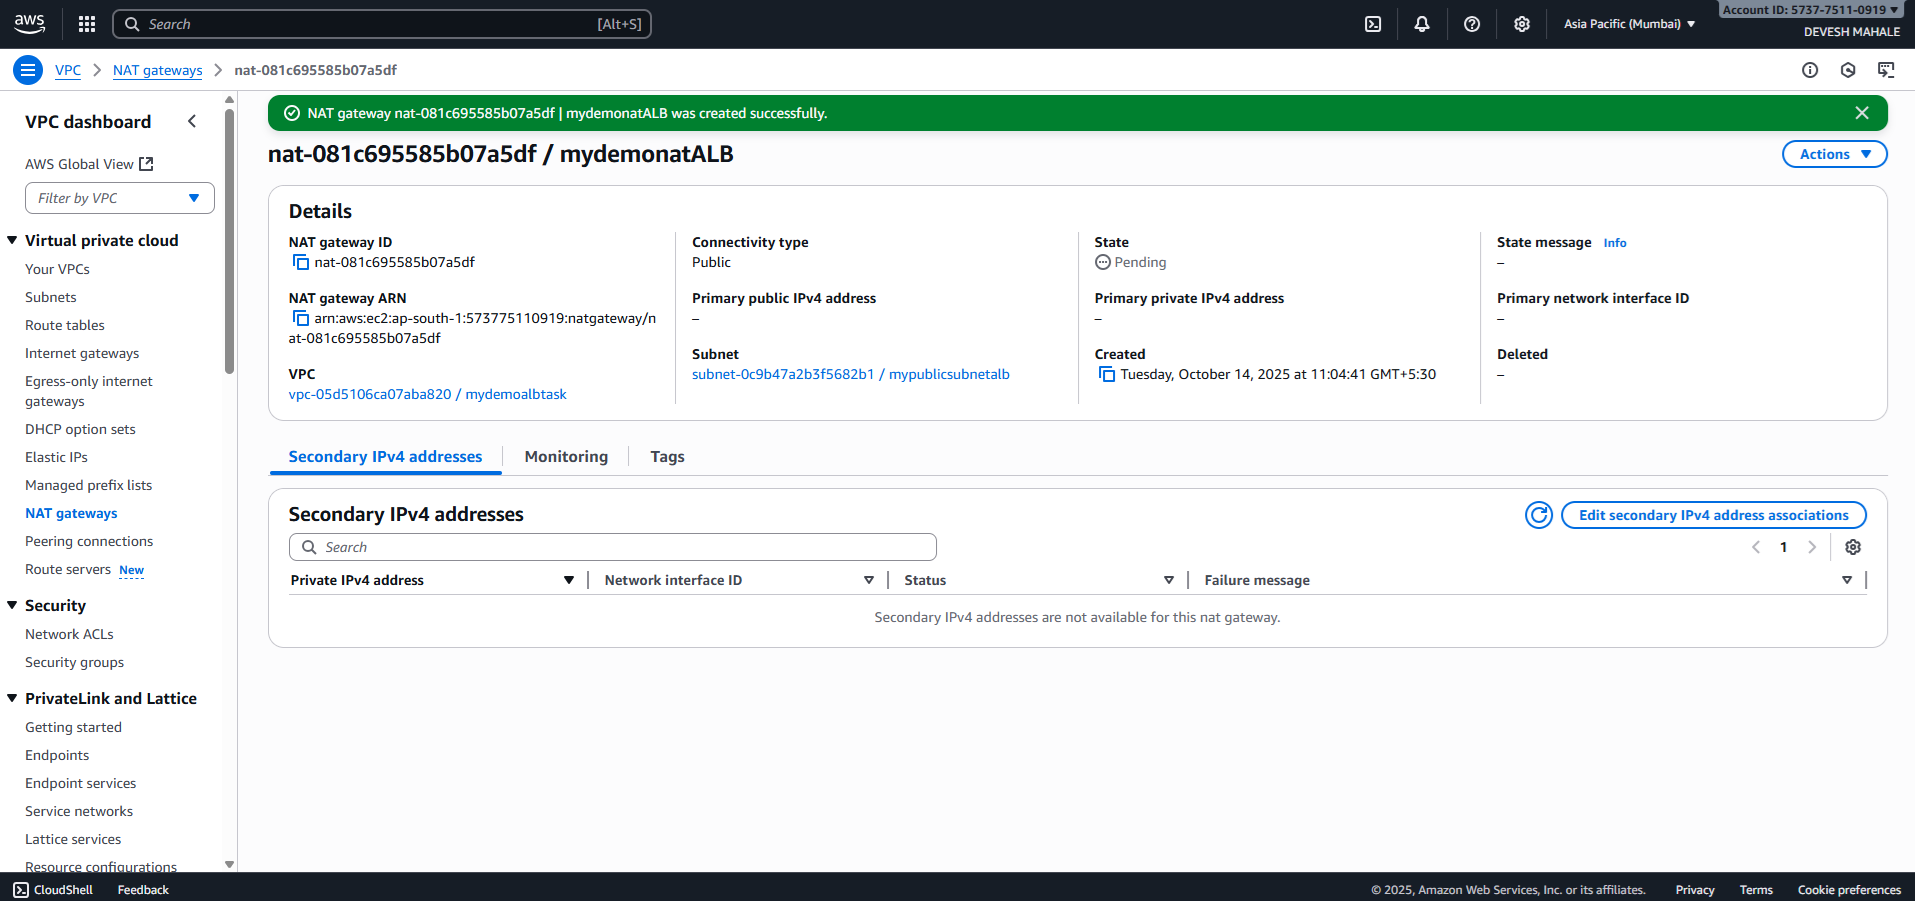 aws
Search
[Alt+S]
Asia Pacific (Mumbai)
Account ID: 5737-7511-0919
DEVESH MAHALE
VPC
NAT gateways
nat-081c695585b07a5df
VPC dashboard
AWS Global View
Filter by VPC
Virtual private cloud
Your VPCs
Subnets
Route tables
Internet gateways
Egress-only internet
gateways
DHCP option sets
Elastic IPs
Managed prefix lists
NAT gateways
Peering connections
Route servers New
Security
Network ACLs
Security groups
PrivateLink and Lattice
Getting started
Endpoints
Endpoint services
Service networks
Lattice services
Resource configurations
NAT gateway nat-081c695585b07a5df | mydemonatALB was created successfully.
nat-081c695585b07a5df / mydemonatALB
Actions
Details
NAT gateway ID
nat-081c695585b07a5df
NAT gateway ARN
arn:aws:ec2:ap-south-1:573775110919:natgateway/n
at-081c695585b07a5df
VPC
vpc-05d5106ca07aba820 / mydemoalbtask
Connectivity type
Public
Primary public IPv4 address
–
Subnet
subnet-0c9b47a2b3f5682b1 / mypublicsubnetalb
State
Pending
Primary private IPv4 address
–
Created
Tuesday, October 14, 2025 at 11:04:41 GMT+5:30
State message Info
–
Primary network interface ID
–
Deleted
–
Secondary IPv4 addresses
Monitoring
Tags
Secondary IPv4 addresses
Edit secondary IPv4 address associations
Search
1
Private IPv4 address
Network interface ID
Status
Failure message
Secondary IPv4 addresses are not available for this nat gateway.
CloudShell
Feedback
© 2025, Amazon Web Services, Inc. or its affiliates.
Privacy
Terms
Cookie preferences